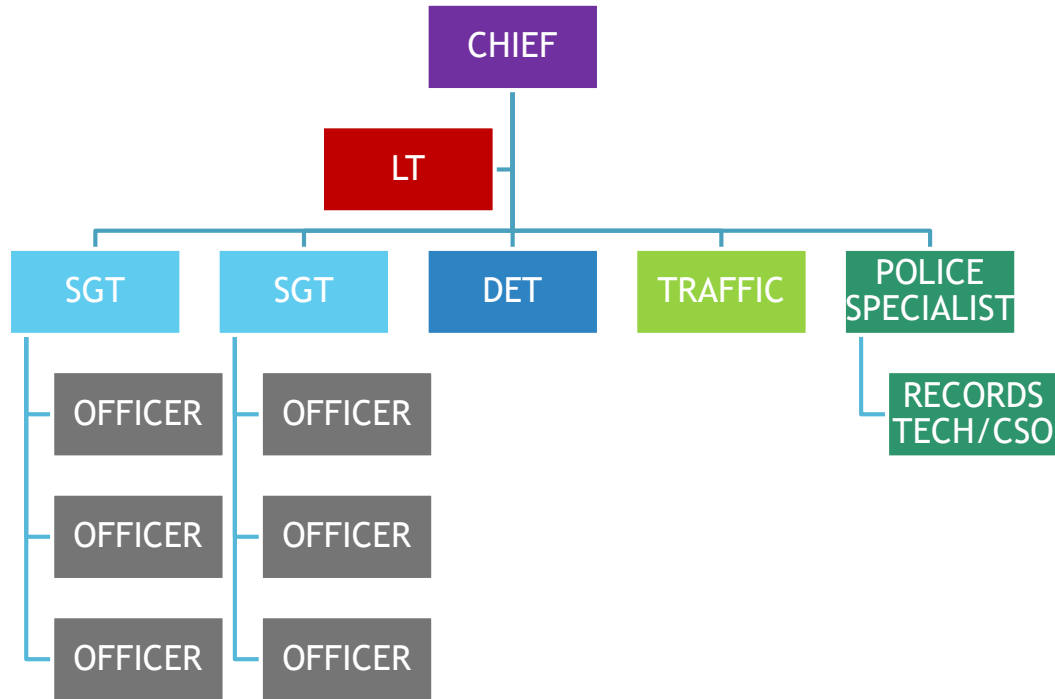 CHIEF
LT
SGT
SGT
DET
TRAFFIC
POLICE
SPECIALIST
OFFICER
OFFICER
RECORDS
TECH/CSO
OFFICER
OFFICER
OFFICER
OFFICER